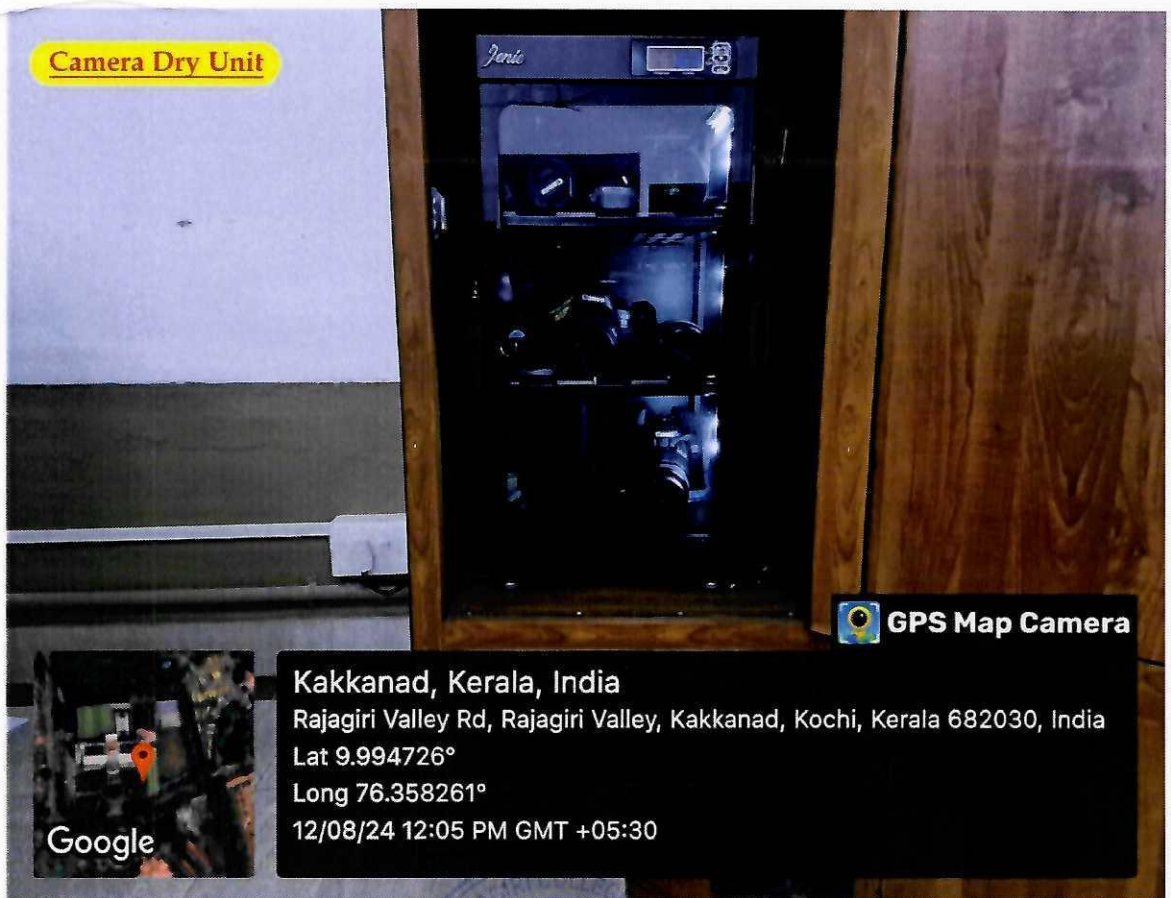 Camera Dry Unit
Jenie
GPS Map Camera
Kakkanad, Kerala, India
Rajagiri Valley Rd, Rajagiri Valley, Kakkanad, Kochi, Kerala 682030, India
Lat 9.994726°
Long 76.358261°
12/08/24 12:05 PM GMT +05:30
Google